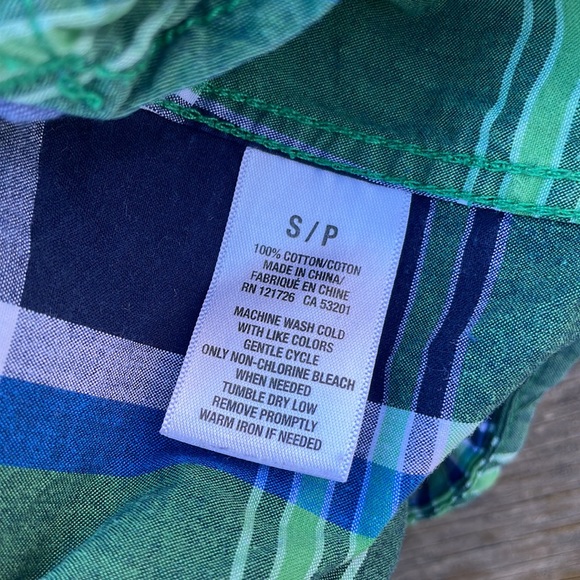 S / P
100% COTTON/COTON
MADE IN CHINA/
FABRIQUÉ EN CHINE
RN 121726 CA 53201
MACHINE WASH COLD
WITH LIKE COLORS
GENTLE CYCLE
ONLY NON-CHLORINE BLEACH
WHEN NEEDED
TUMBLE DRY LOW
REMOVE PROMPTLY
WARM IRON IF NEEDED